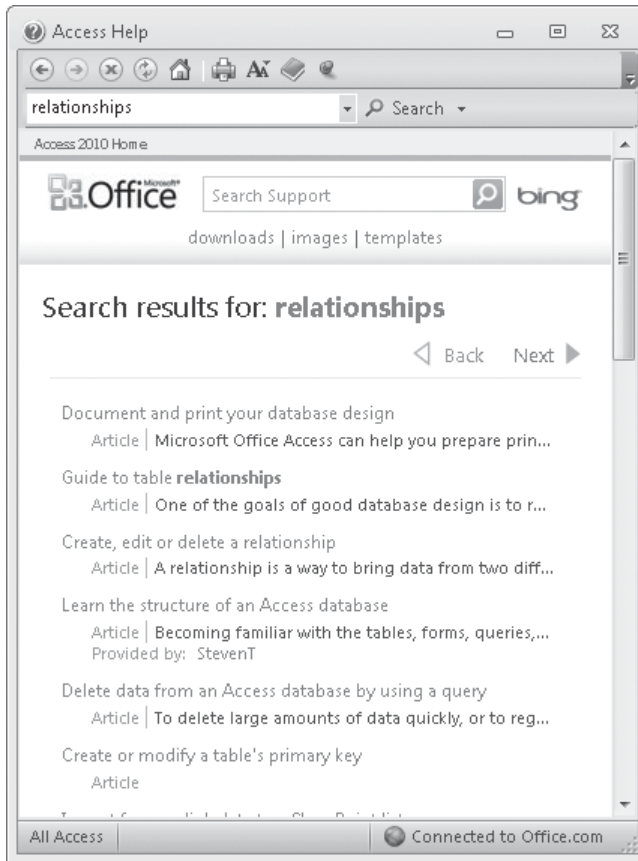 Access Help
relationships
Search
Access 2010 Home
Microsoft®
Office
Search Support
bing
downloads | images | templates
Search results for: relationships
Back Next
Document and print your database design
Article | Microsoft Office Access can help you prepare prin...
Guide to table relationships
Article | One of the goals of good database design is to r...
Create, edit or delete a relationship
Article | A relationship is a way to bring data from two diff...
Learn the structure of an Access database
Article | Becoming familiar with the tables, forms, queries,...
Provided by: StevenT
Delete data from an Access database by using a query
Article | To delete large amounts of data quickly, or to reg...
Create or modify a table's primary key
Article
All Access Connected to Office.com